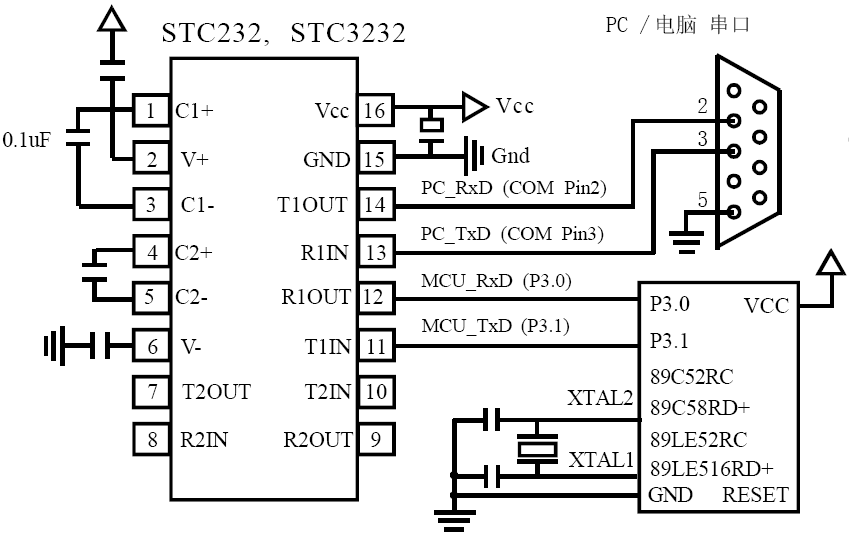 STC232, STC3232
PC /电脑 串口
1 C1+
Vcc 16
Vcc
2
0.1uF
2 V+
GND 15
Gnd
3
3 C1-
T1OUT 14
PC_RxD (COM Pin2)
5
4 C2+
R1IN 13
PC_TxD (COM Pin3)
5 C2-
R1OUT 12
MCU_RxD (P3.0)
P3.0
VCC
6 V-
T1IN 11
MCU_TxD (P3.1)
P3.1
7 T2OUT
T2IN 10
89C52RC
XTAL2
89C58RD+
8 R2IN
R2OUT 9
89LE52RC
XTAL1
89LE516RD+
GND RESET